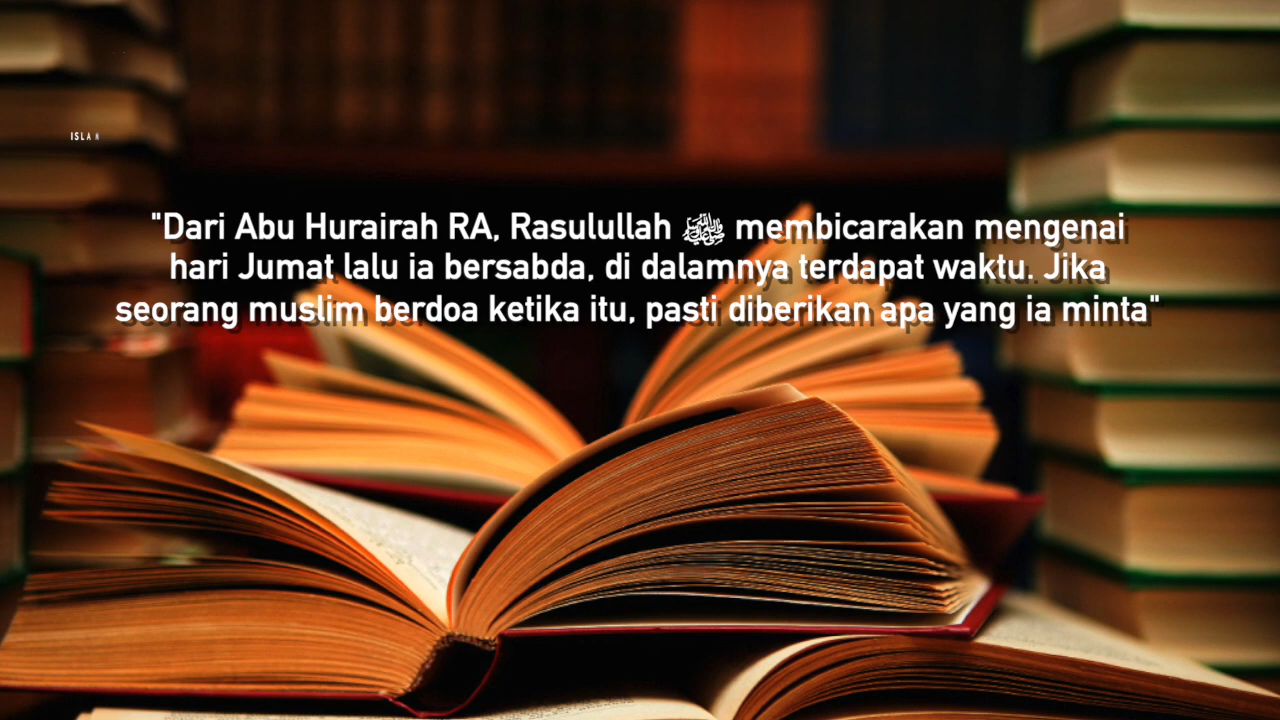 "Dari Abu Hurairah RA, Rasulullah ﷺ membicarakan mengenai
hari Jumat lalu ia bersabda, di dalamnya terdapat waktu. Jika
seorang muslim berdoa ketika itu, pasti diberikan apa yang ia minta"